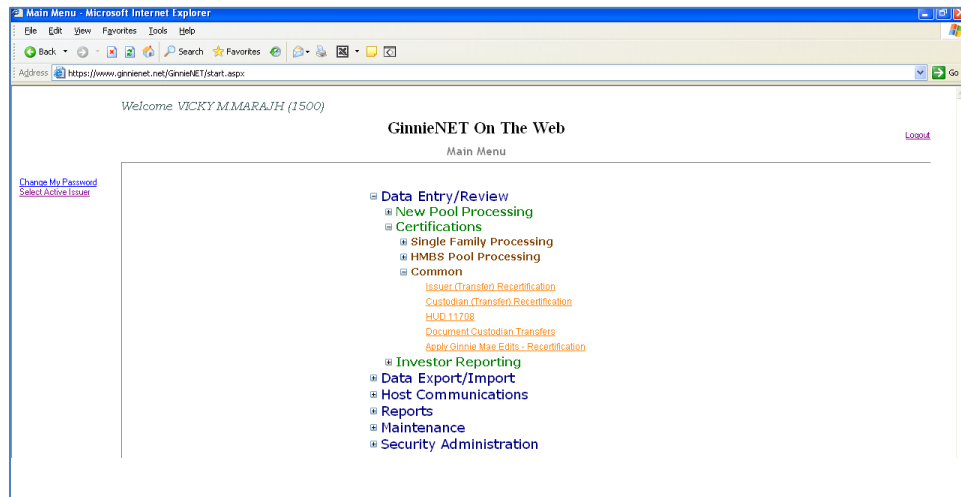 Main Menu - Microsoft Internet Explorer
File Edit View Favorites Tools Help
Back Search Favorites
Address https://www.ginnienet.net/GinnieNET/start.aspx Go
Welcome VICKY M.MARAJH (1500)
GinnieNET On The Web
Logout
Main Menu
Change My Password
Select Active Issuer
Data Entry/Review
New Pool Processing
Certifications
Single Family Processing
HMBS Pool Processing
Common
Issuer (Transfer) Recertification
Custodian (Transfer) Recertification
HUD 11708
Document Custodian Transfers
Apply Ginnie Mae Edits - Recertification
Investor Reporting
Data Export/Import
Host Communications
Reports
Maintenance
Security Administration